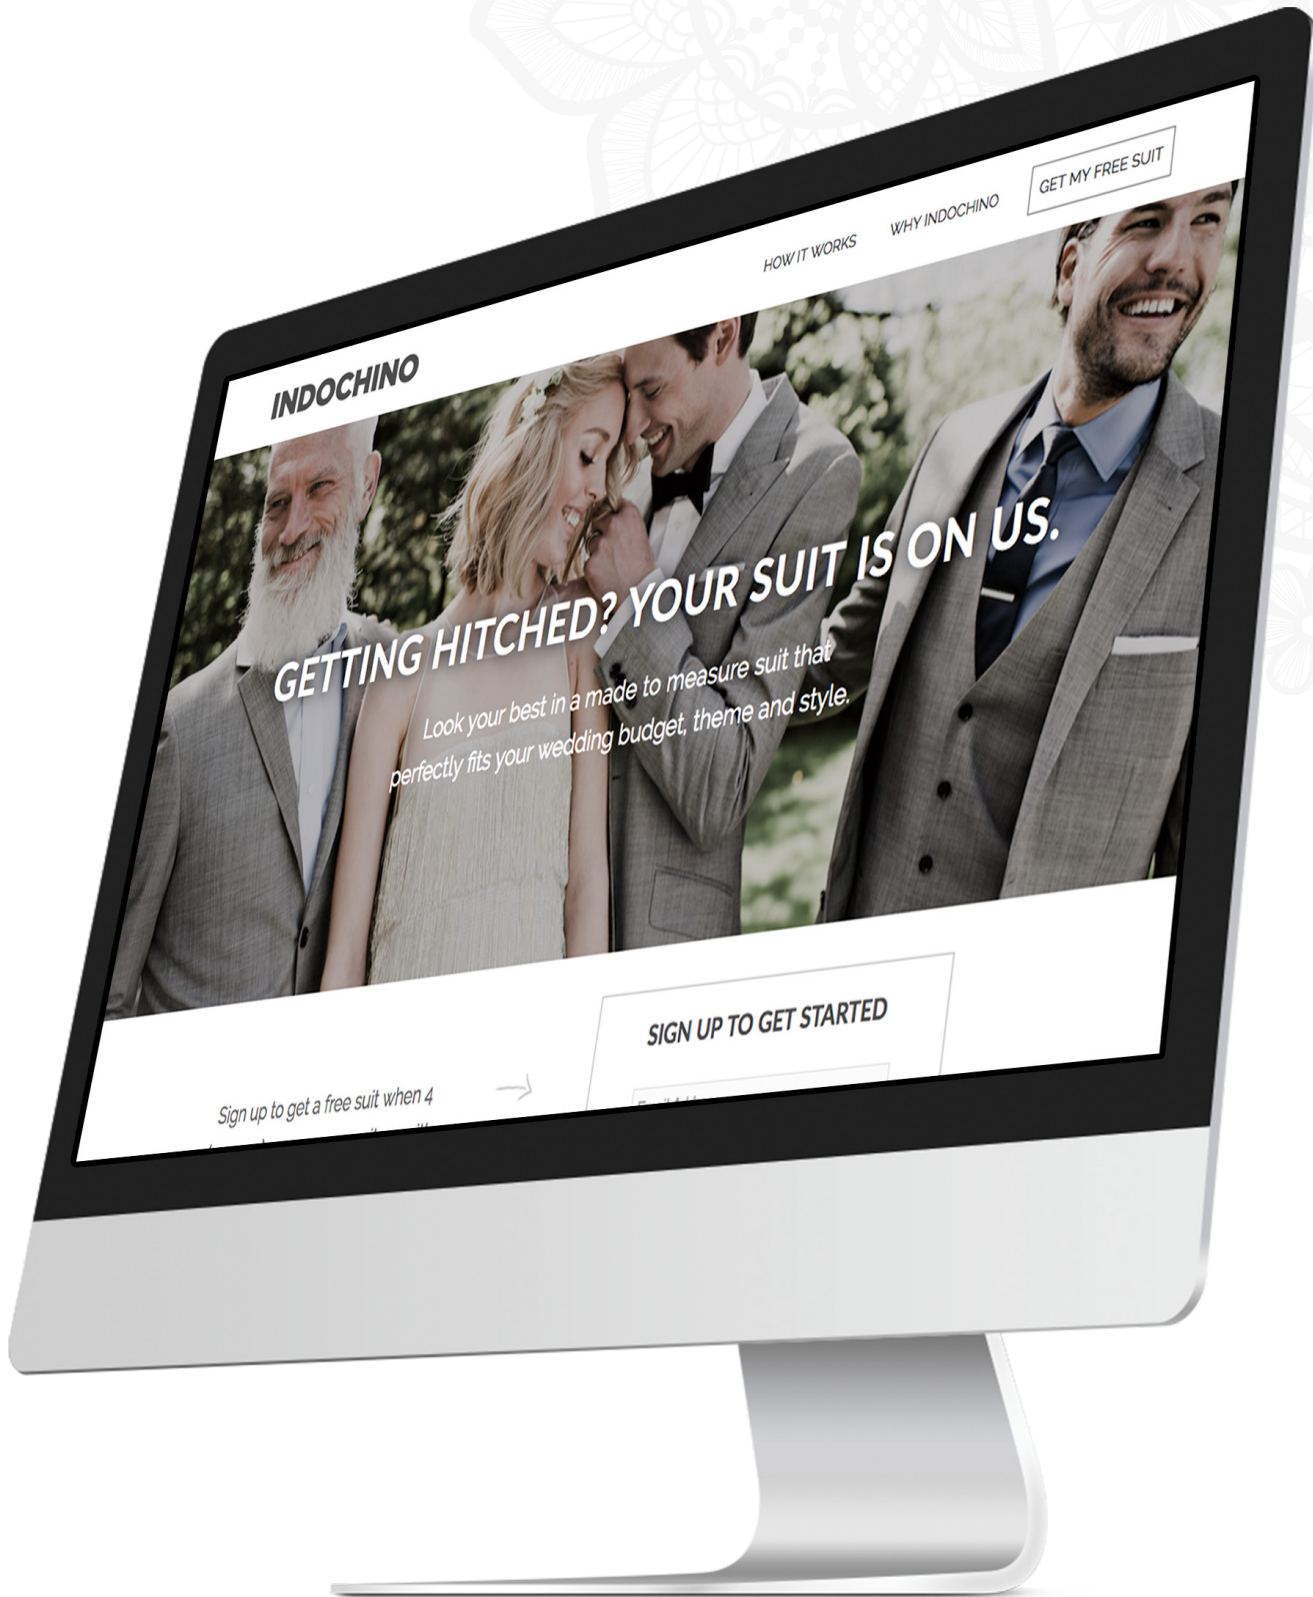 INDOCHINO
HOW IT WORKS
WHY INDOCHINO
GET MY FREE SUIT
GETTING HITCHED? YOUR SUIT IS ON US.
Look your best in a made to measure suit that
perfectly fits your wedding budget, theme and style.
Sign up to get a free suit when 4
SIGN UP TO GET STARTED